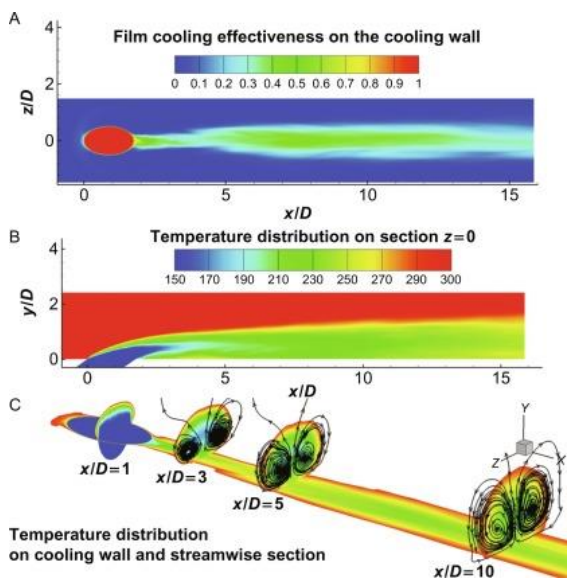 A
Film cooling effectiveness on the cooling wall
0 0.1 0.2 0.3 0.4 0.5 0.6 0.7 0.8 0.9 1
4
2
0
z/D
0 5 10 15
x/D
B
Temperature distribution on section z=0
150 170 190 210 230 250 270 290 300
4
2
0
y/D
0 5 10 15
x/D
C
x/D=1
x/D=3
x/D=5
x/D=10
Y
Z X
Temperature distribution
on cooling wall and streamwise section